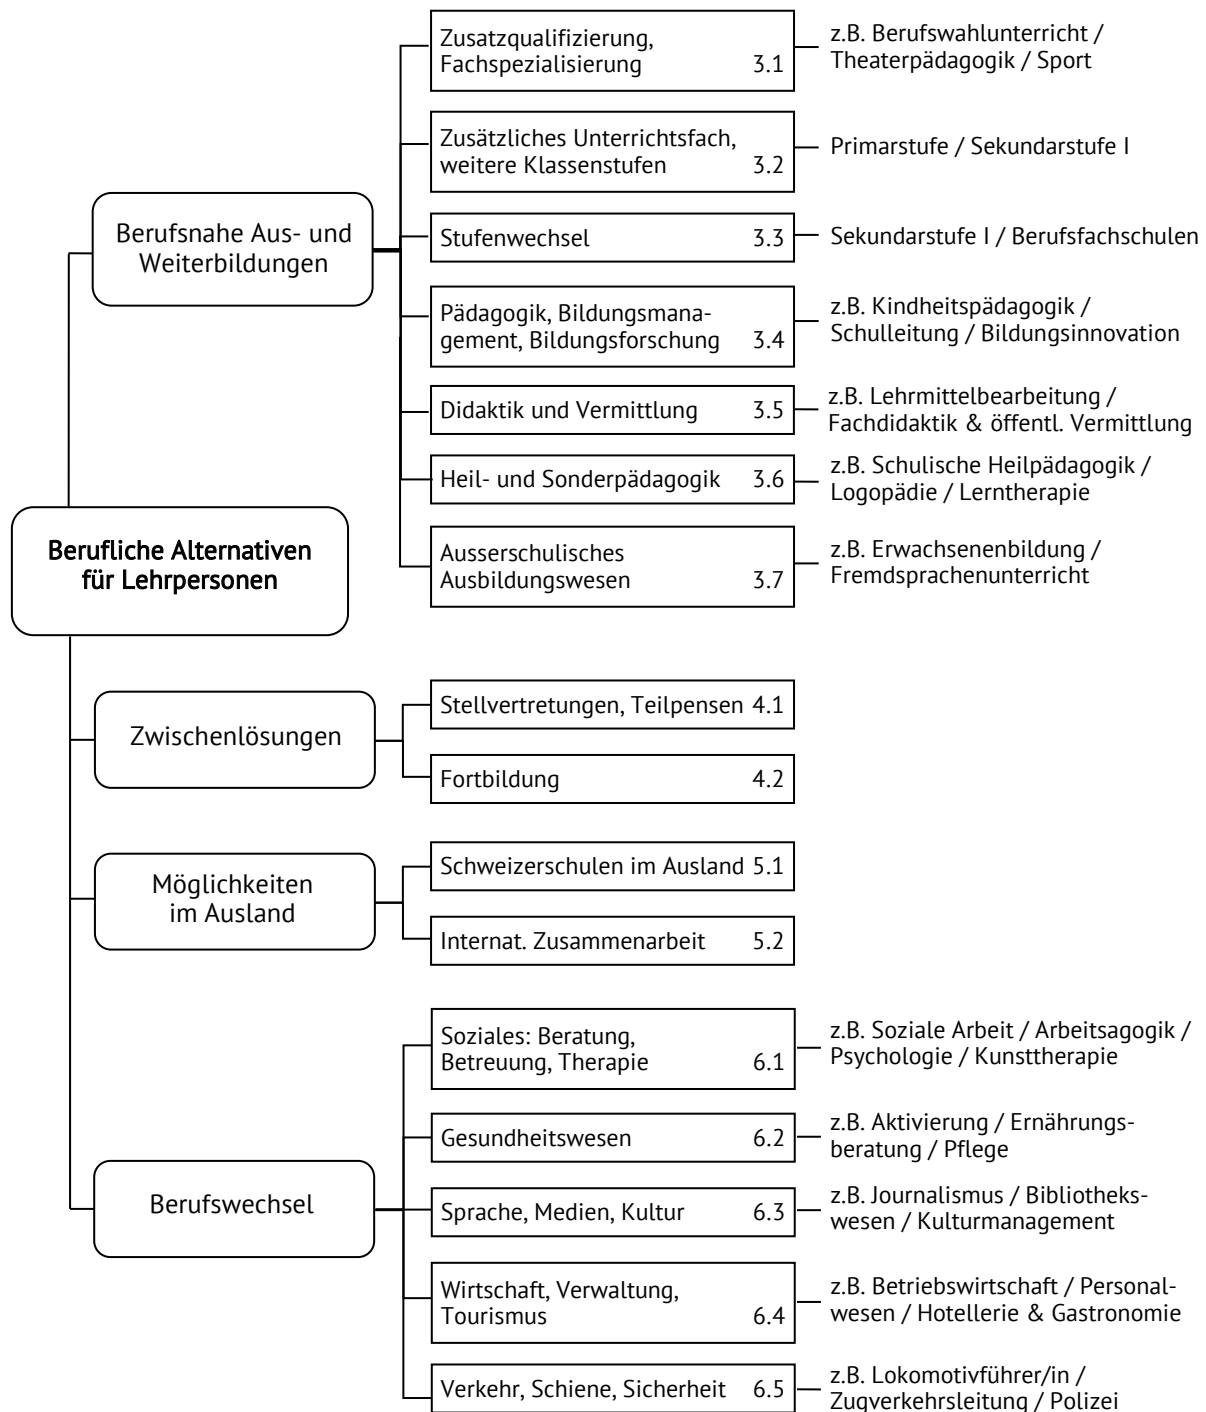 Berufliche Alternativen
für Lehrpersonen
Berufsnahe Aus- und
Weiterbildungen
Zusatzqualifizierung,
Fachspezialisierung 3.1
z.B. Berufswahlunterricht /
Theaterpädagogik / Sport
Zusätzliches Unterrichtsfach,
weitere Klassenstufen 3.2
Primarstufe / Sekundarstufe I
Stufenwechsel 3.3
Sekundarstufe I / Berufsfachschulen
Pädagogik, Bildungsmana-
gement, Bildungsforschung 3.4
z.B. Kindheitspädagogik /
Schulleitung / Bildungsinnovation
Didaktik und Vermittlung 3.5
z.B. Lehrmittelbearbeitung /
Fachdidaktik & öffentl. Vermittlung
Heil- und Sonderpädagogik 3.6
z.B. Schulische Heilpädagogik /
Logopädie / Lerntherapie
Ausserschulisches
Ausbildungswesen 3.7
z.B. Erwachsenenbildung /
Fremdsprachenunterricht
Zwischenlösungen
Stellvertretungen, Teilpensen 4.1
Fortbildung 4.2
Möglichkeiten
im Ausland
Schweizerschulen im Ausland 5.1
Internat. Zusammenarbeit 5.2
Berufswechsel
Soziales: Beratung,
Betreuung, Therapie 6.1
z.B. Soziale Arbeit / Arbeitsagogik /
Psychologie / Kunsttherapie
Gesundheitswesen 6.2
z.B. Aktivierung / Ernährungs-
beratung / Pflege
Sprache, Medien, Kultur 6.3
z.B. Journalismus / Bibliotheks-
wesen / Kulturmanagement
Wirtschaft, Verwaltung,
Tourismus 6.4
z.B. Betriebswirtschaft / Personal-
wesen / Hotellerie & Gastronomie
Verkehr, Schiene, Sicherheit 6.5
z.B. Lokomotivführer/in /
Zugverkehrsleitung / Polizei